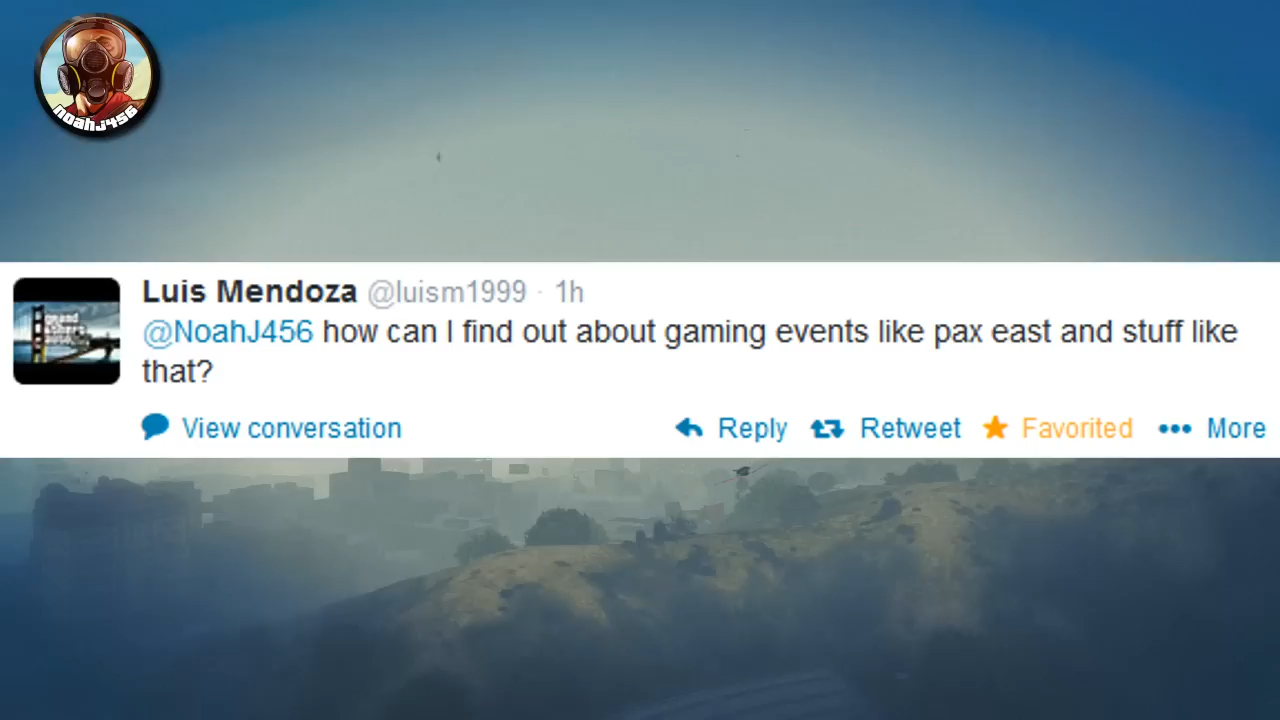 NoahJ456
Luis Mendoza @luism1999 · 1h
@NoahJ456 how can I find out about gaming events like pax east and stuff like
that?
View conversation
Reply Retweet Favorited More